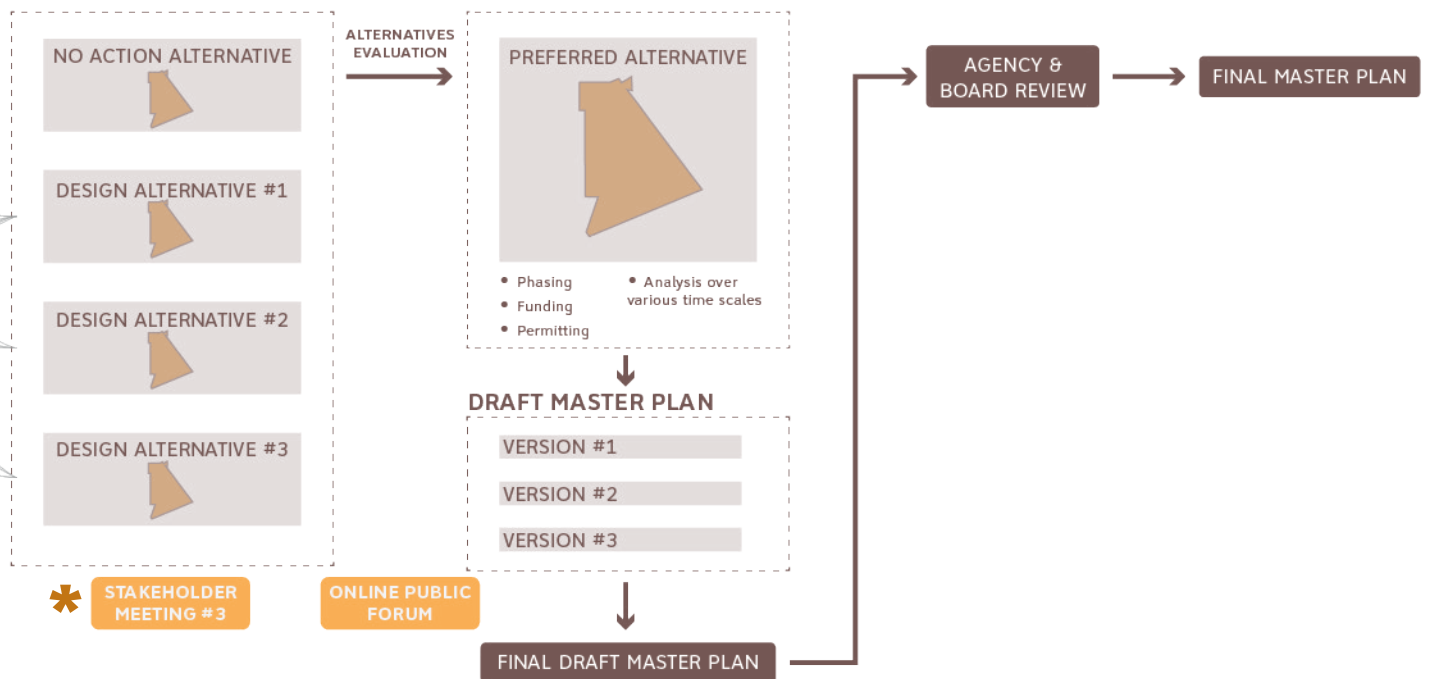 NO ACTION ALTERNATIVE
DESIGN ALTERNATIVE #1
DESIGN ALTERNATIVE #2
DESIGN ALTERNATIVE #3
* STAKEHOLDER
MEETING #3
ONLINE PUBLIC
FORUM
ALTERNATIVES
EVALUATION
PREFERRED ALTERNATIVE
• Phasing
• Funding
• Permitting
• Analysis over
various time scales
DRAFT MASTER PLAN
VERSION #1
VERSION #2
VERSION #3
FINAL DRAFT MASTER PLAN
AGENCY &
BOARD REVIEW
FINAL MASTER PLAN